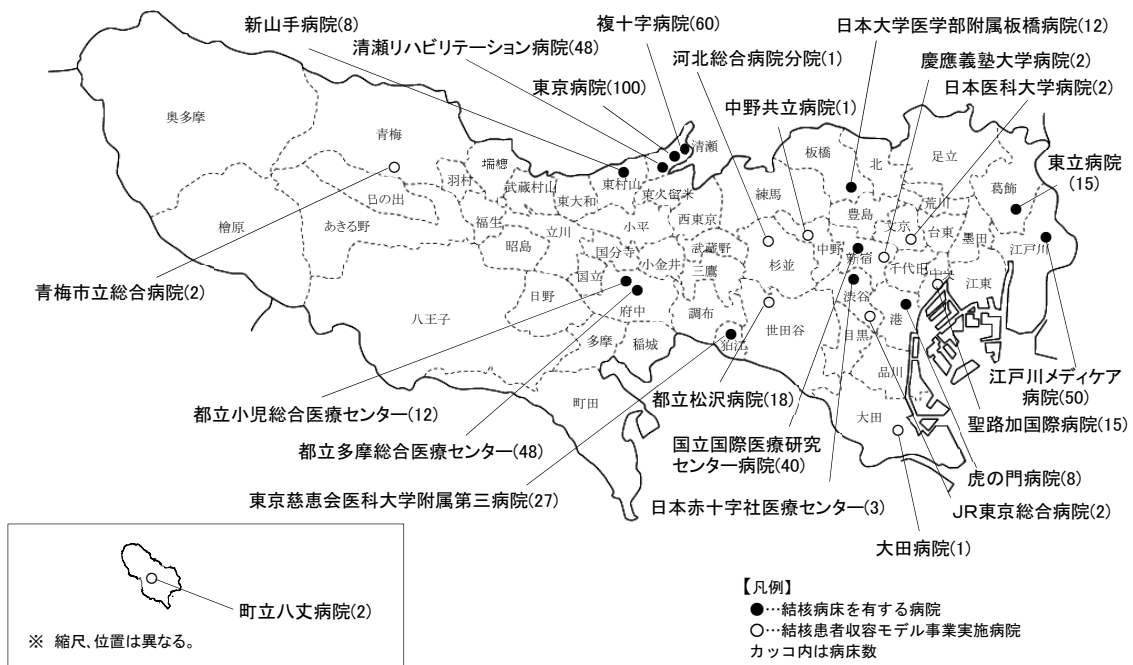 新山手病院(8)
清瀬リハビリテーション病院(48)
東京病院(100)
複十字病院(60)
河北総合病院分院(1)
中野共立病院(1)
日本大学医学部附属板橋病院(12)
慶應義塾大学病院(2)
日本医科大学病院(2)
東立病院
(15)
奥多摩
青梅
瑞穂
羽村
武蔵村山
東大和
東村山
清瀬
東久留米
板橋
北
足立
葛飾
練馬
豊島
文京
荒川
台東
墨田
江戸川
檜原
あきる野
日の出
福生
昭島
立川
小平
西東京
国分寺
小金井
武蔵野
三鷹
杉並
中野
新宿
千代田
中央
江東
青梅市立総合病院(2)
八王子
日野
国立
府中
調布
狛江
世田谷
渋谷
目黒
港
品川
多摩
稲城
町田
大田
都立小児総合医療センター(12)
都立多摩総合医療センター(48)
東京慈恵会医科大学附属第三病院(27)
都立松沢病院(18)
国立国際医療研究
センター病院(40)
日本赤十字社医療センター(3)
大田病院(1)
JR東京総合病院(2)
虎の門病院(8)
聖路加国際病院(15)
江戸川メディケア
病院(50)
町立八丈病院(2)
※ 縮尺、位置は異なる。
【凡例】
●…結核病床を有する病院
○…結核患者収容モデル事業実施病院
カッコ内は病床数